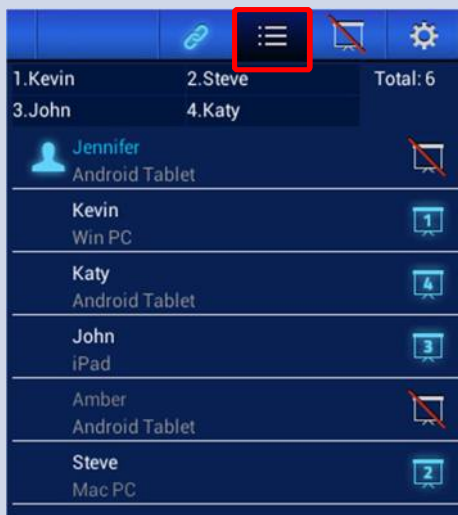 1.Kevin 2.Steve Total: 6
3.John 4.Katy
Jennifer
Android Tablet
Kevin
Win PC
1
Katy
Android Tablet
4
John
iPad
3
Amber
Android Tablet
Steve
Mac PC
2